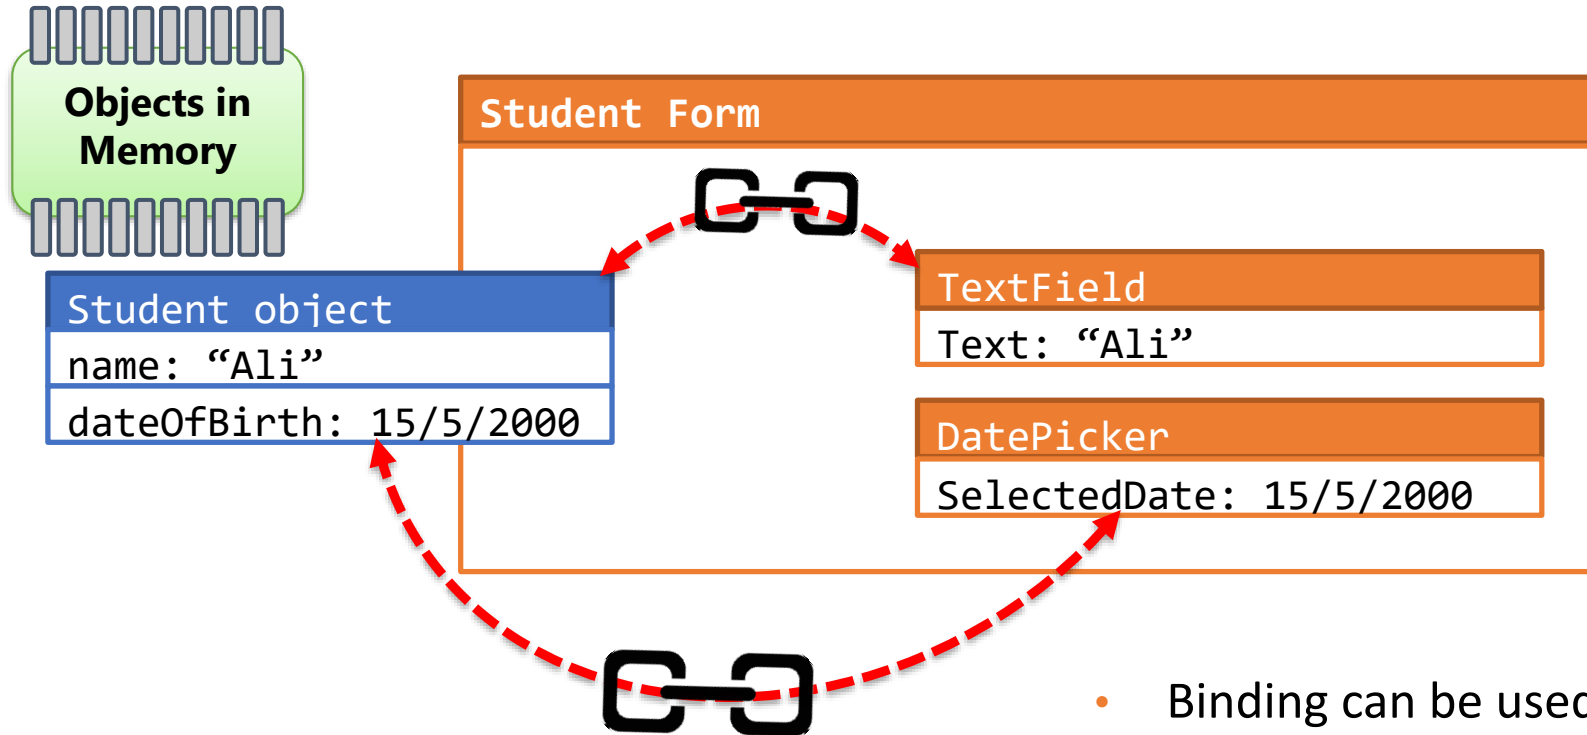 Objects in
Memory
Student Form
Student object
name: “Ali”
dateOfBirth: 15/5/2000
TextField
Text: “Ali”
DatePicker
SelectedDate: 15/5/2000
• Binding can be used